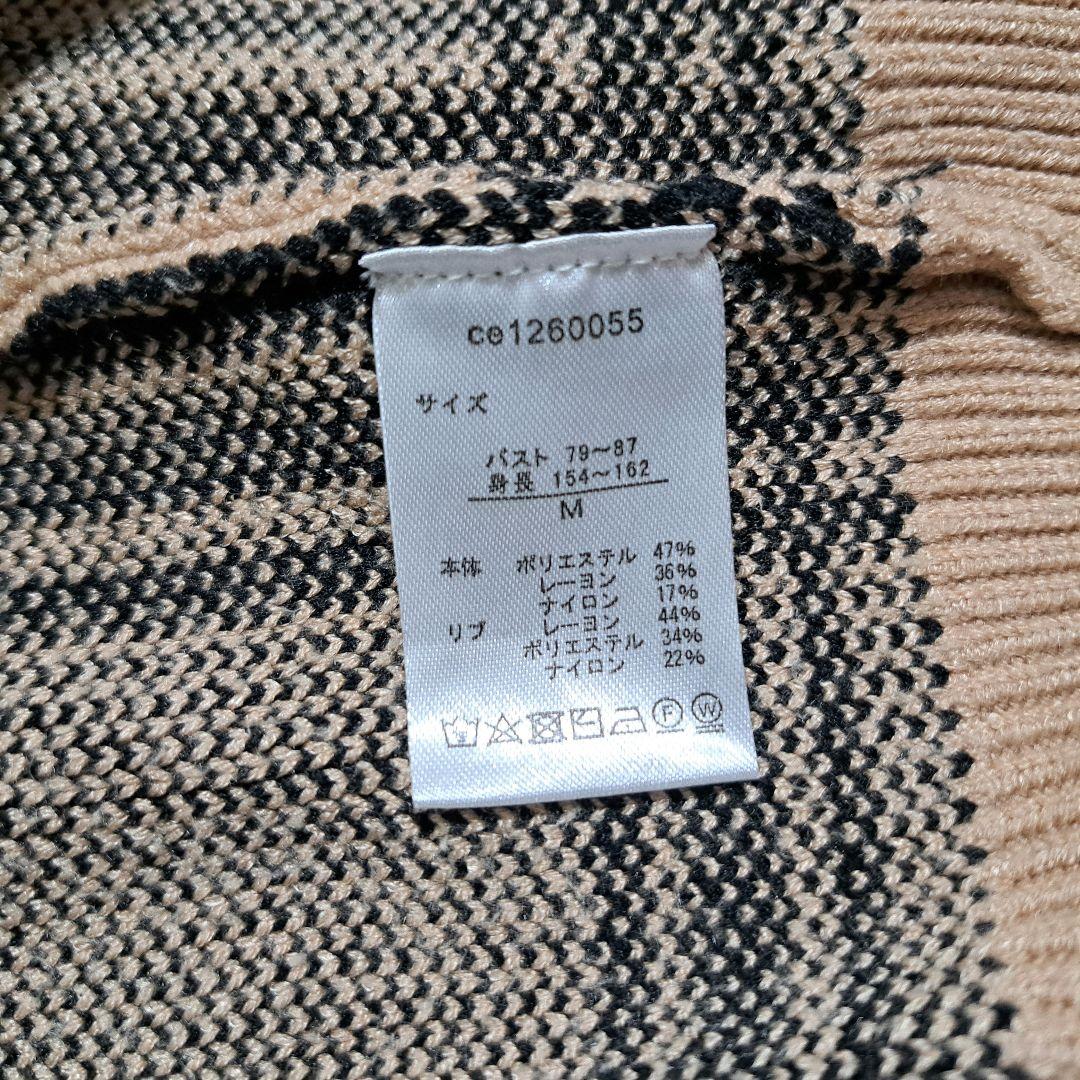 ce1260055
サイズ
バスト 79〜87
身長 154〜162
M
本体 ポリエステル 47%
レーヨン 36%
ナイロン 17%
リブ レーヨン 44%
ポリエステル 34%
ナイロン 22%
F W